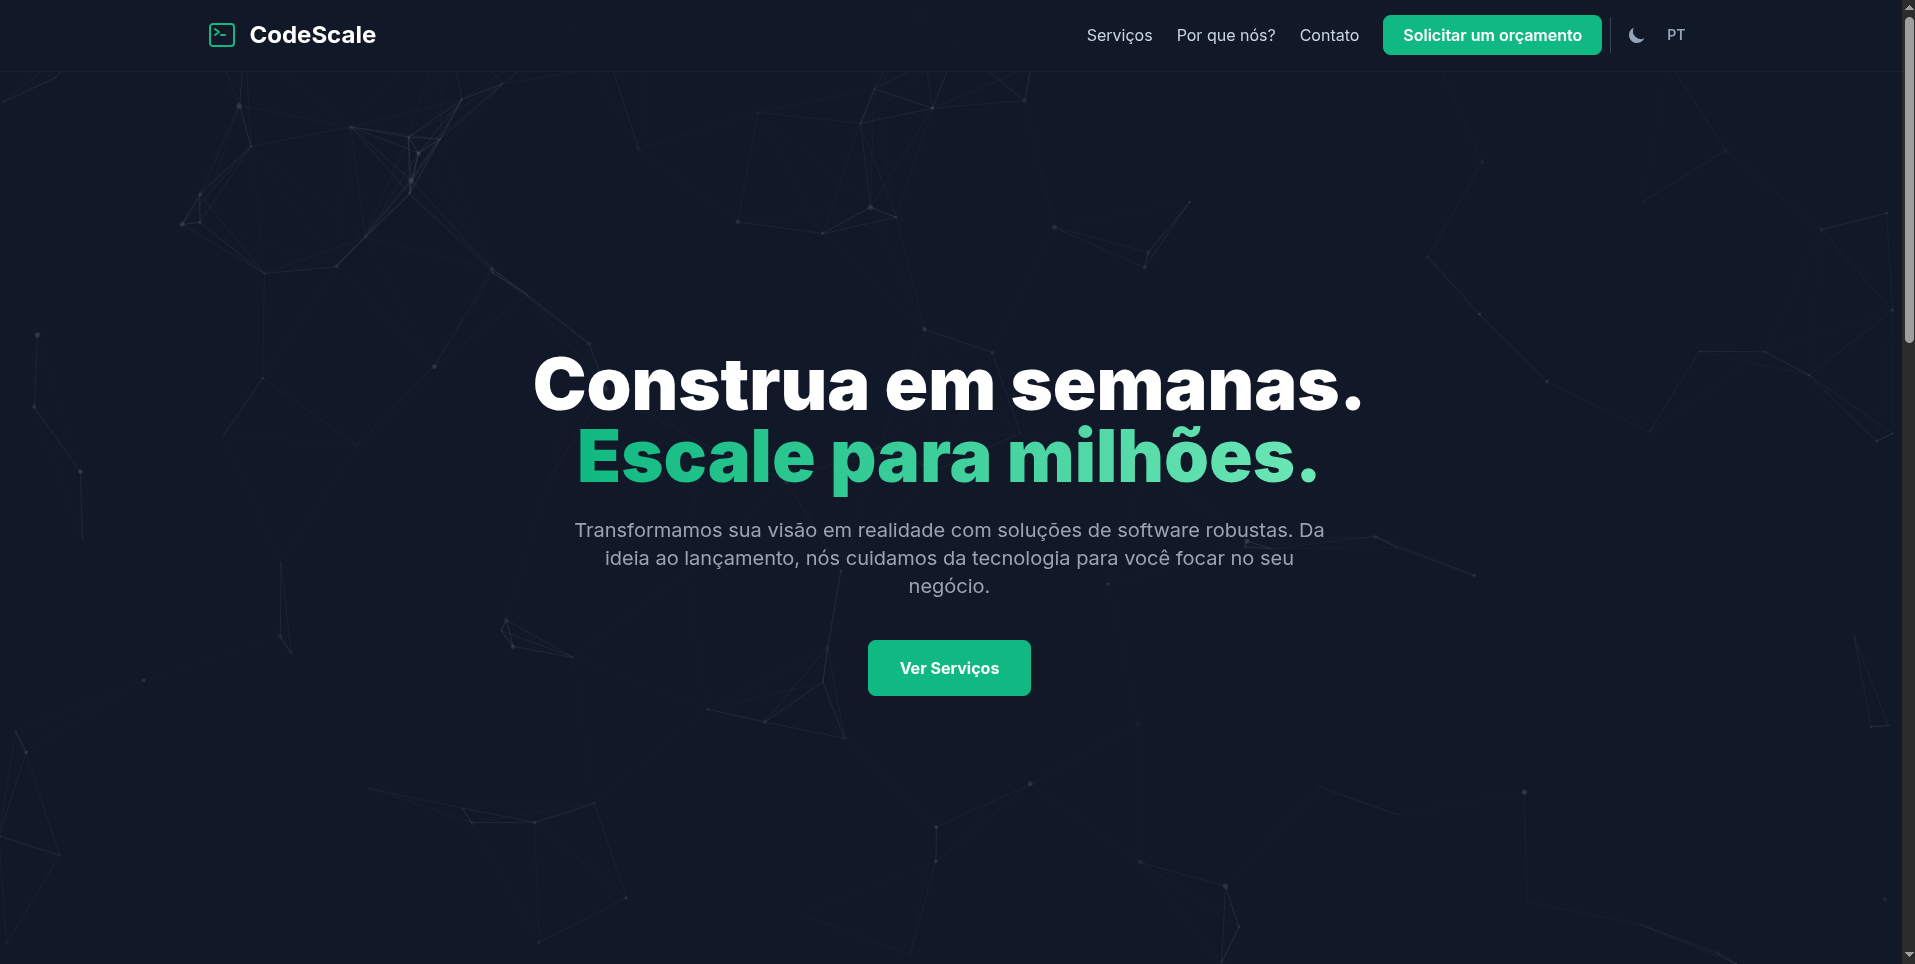 CodeScale
Serviços
Por que nós?
Contato
Solicitar um orçamento
PT
Construa em semanas.
Escale para milhões.
Transformamos sua visão em realidade com soluções de software robustas. Da
ideia ao lançamento, nós cuidamos da tecnologia para você focar no seu
negócio.
Ver Serviços